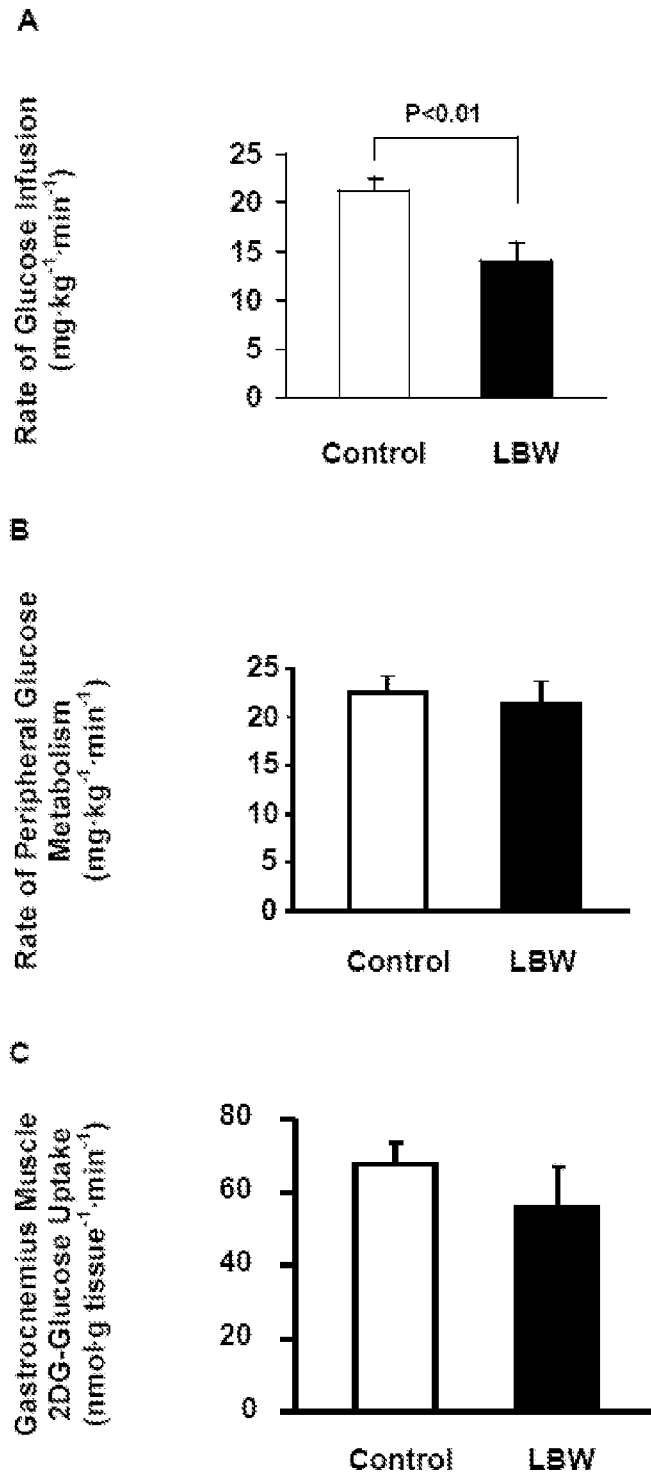 A
Rate of Glucose Infusion
(mg·kg⁻¹·min⁻¹)
P<0.01
25
20
15
10
5
0
Control LBW
B
Rate of Peripheral Glucose
Metabolism
(mg·kg⁻¹·min⁻¹)
25
20
15
10
5
0
Control LBW
C
Gastrocnemius Muscle
2DG-Glucose Uptake
(nmol·g tissue⁻¹·min⁻¹)
80
60
40
20
0
Control LBW